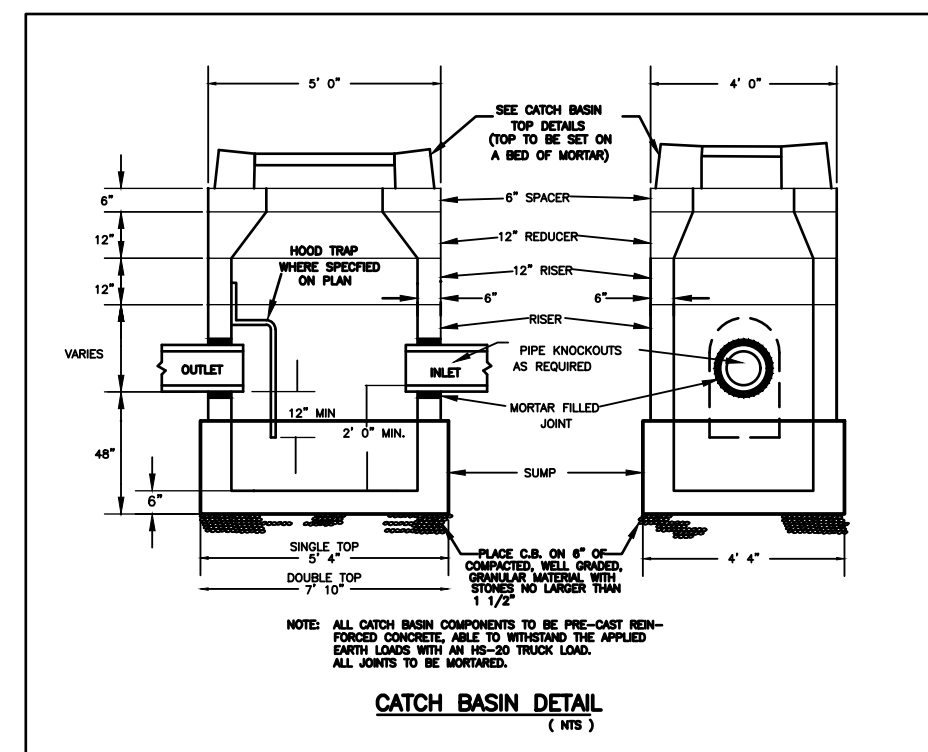 5' 0"
4' 0"
SEE CATCH BASIN
TOP DETAILS
(TOP TO BE SET ON
A BED OF MORTAR)
6"
6" SPACER
12"
12" REDUCER
HOOD TRAP
WHERE SPECFIED
ON PLAN
12"
12" RISER
6"
6"
RISER
VARIES
PIPE KNOCKOUTS
AS REQUIRED
OUTLET
INLET
12" MIN
MORTAR FILLED
JOINT
2' 0" MIN.
48"
SUMP
6"
SINGLE TOP
5' 4"
DOUBLE TOP
7' 10"
PLACE C.B. ON 6" OF
COMPACTED, WELL GRADED,
GRANULAR MATERIAL WITH
STONES NO LARGER THAN
1 1/2"
4' 4"
NOTE: ALL CATCH BASIN COMPONENTS TO BE PRE-CAST REIN-
FORCED CONCRETE, ABLE TO WITHSTAND THE APPLIED
EARTH LOADS WITH AN HS-20 TRUCK LOAD.
ALL JOINTS TO BE MORTARED.
CATCH BASIN DETAIL
( NTS )